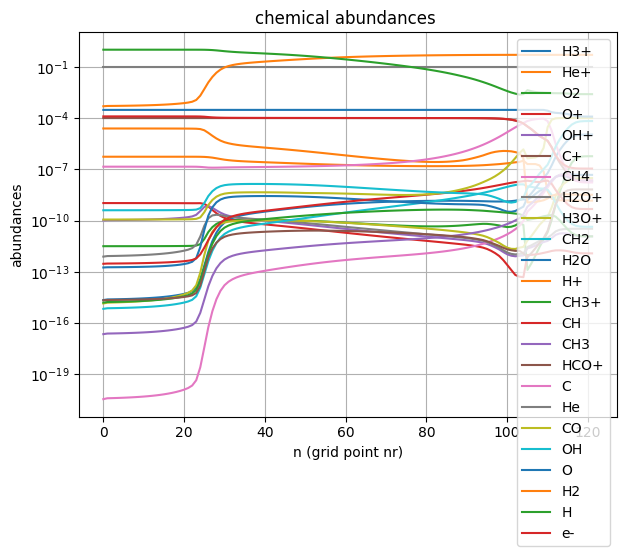 chemical abundances
abundances
10⁻¹
10⁻⁴
10⁻⁷
10⁻¹⁰
10⁻¹³
10⁻¹⁶
10⁻¹⁹
0 20 40 60 80 100 120
n (grid point nr)
H3+
He+
O2
O+
OH+
C+
CH4
H2O+
H3O+
CH2
H2O
H+
CH3+
CH
CH3
HCO+
C
He
CO
OH
O
H2
H
e-